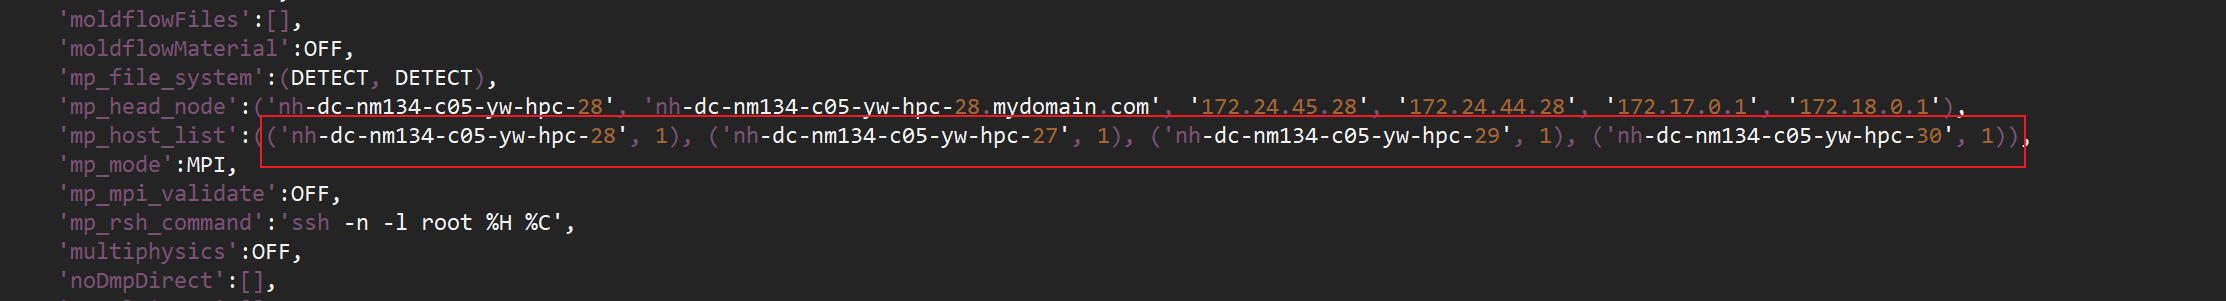 'moldflowFiles':[],
'moldflowMaterial':OFF,
'mp_file_system':(DETECT, DETECT),
'mp_head_node':('nh-dc-nm134-c05-yw-hpc-28', 'nh-dc-nm134-c05-yw-hpc-28.mydomain.com', '172.24.45.28', '172.24.44.28', '172.17.0.1', '172.18.0.1'),
'mp_host_list':(('nh-dc-nm134-c05-yw-hpc-28', 1), ('nh-dc-nm134-c05-yw-hpc-27', 1), ('nh-dc-nm134-c05-yw-hpc-29', 1), ('nh-dc-nm134-c05-yw-hpc-30', 1)),
'mp_mode':MPI,
'mp_mpi_validate':OFF,
'mp_rsh_command':'ssh -n -l root %H %C',
'multiphysics':OFF,
'noDmpDirect':[],